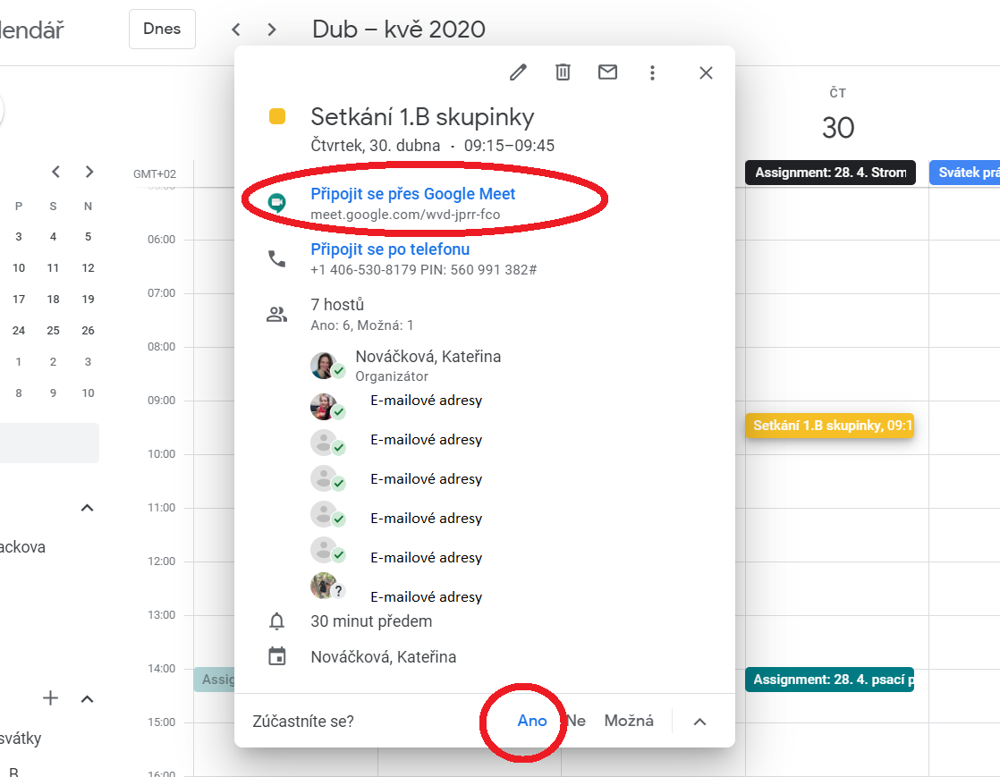 lendář
Dnes
Dub – kvě 2020
Setkání 1.B skupinky
Čtvrtek, 30. dubna · 09:15–09:45
Připojit se přes Google Meet
meet.google.com/wvd-jprr-fco
Připojit se po telefonu
+1 406-530-8179 PIN: 560 991 382#
7 hostů
Ano: 6, Možná: 1
Nováčková, Kateřina
Organizátor
E-mailové adresy
E-mailové adresy
E-mailové adresy
E-mailové adresy
E-mailové adresy
E-mailové adresy
30 minut předem
Nováčková, Kateřina
Zúčastníte se?
Ano
Ne
Možná
P S N
3 4 5
10 11 12
17 18 19
24 25 26
1 2 3
8 9 10
ackova
svátky
B
GMT+02
06:00
07:00
08:00
09:00
10:00
11:00
12:00
13:00
14:00
15:00
16:00
Assig
ČT
30
Assignment: 28. 4. Strom
Svátek prá
Setkání 1.B skupinky, 09:1
Assignment: 28. 4. psací p